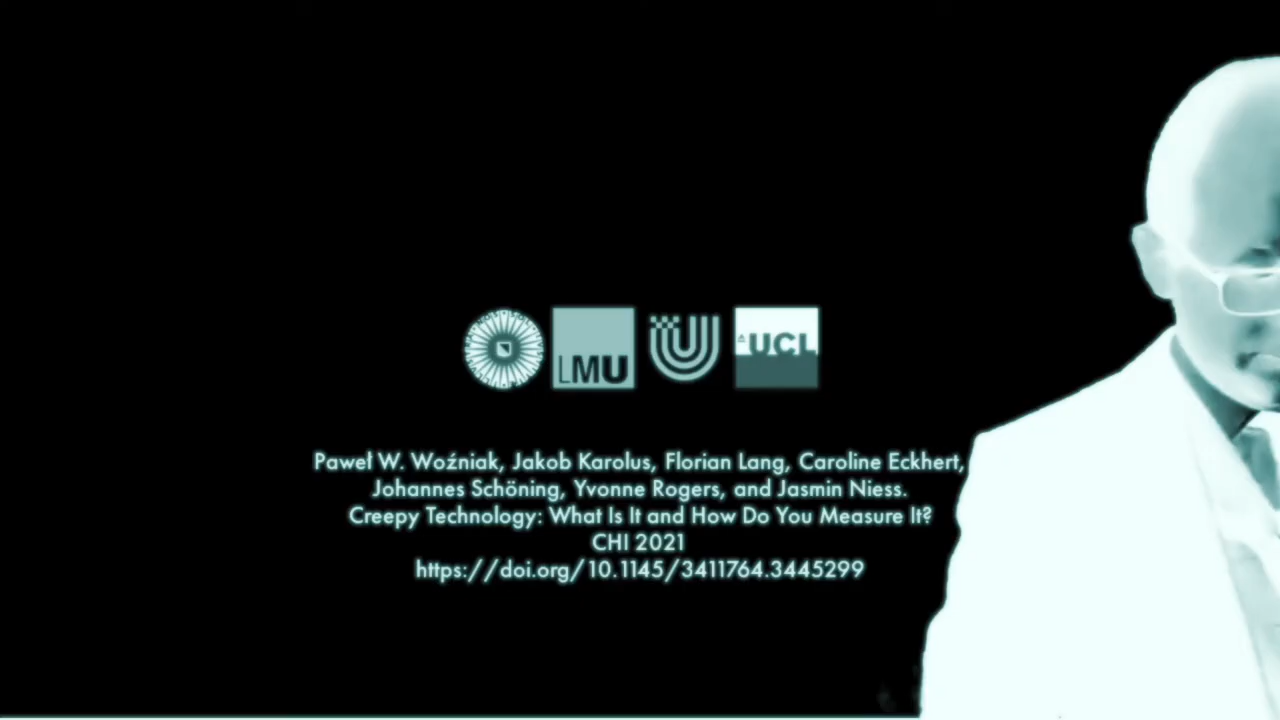 LMU
UCL
Paweł W. Woźniak, Jakob Karolus, Florian Lang, Caroline Eckhert,
Johannes Schöning, Yvonne Rogers, and Jasmin Niess.
Creepy Technology: What Is It and How Do You Measure It?
CHI 2021
https://doi.org/10.1145/3411764.3445299